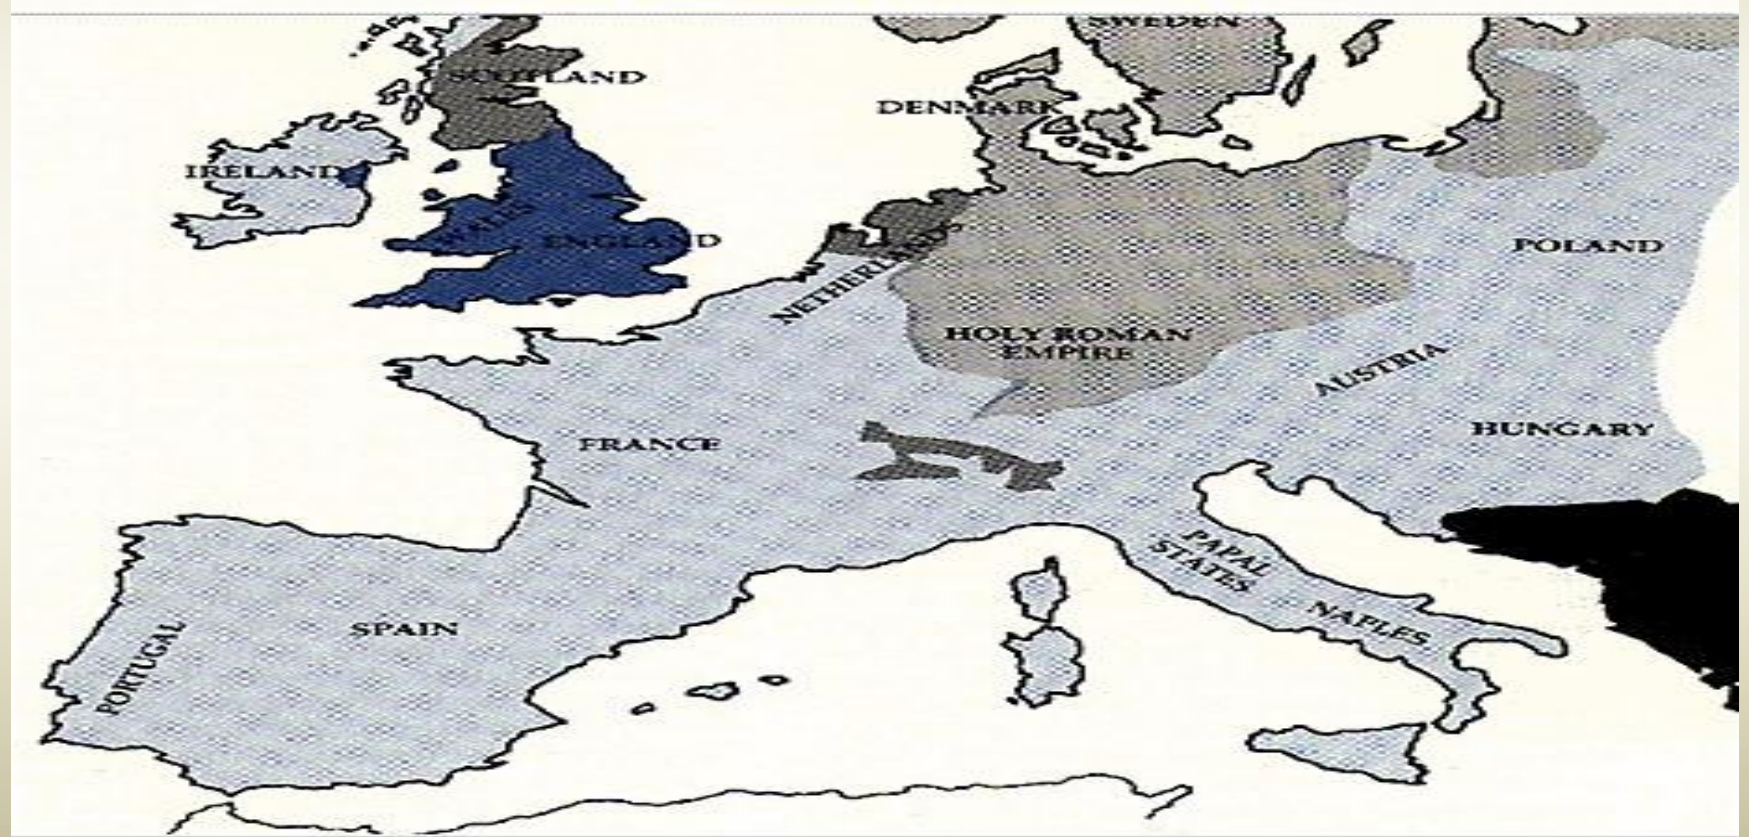 SWEDEN
SCOTLAND
DENMARK
IRELAND
WALES
ENGLAND
POLAND
NETHERLANDS
HOLY ROMAN
EMPIRE
AUSTRIA
FRANCE
HUNGARY
PAPAL
STATES
NAPLES
SPAIN
PORTUGAL